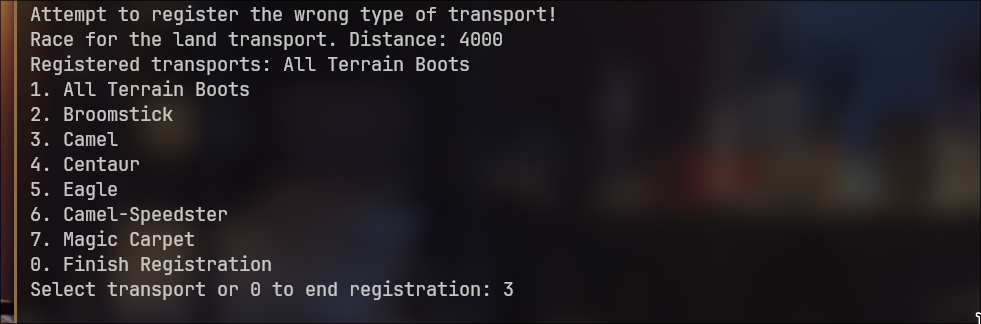 Attempt to register the wrong type of transport!
Race for the land transport. Distance: 4000
Registered transports: All Terrain Boots
1. All Terrain Boots
2. Broomstick
3. Camel
4. Centaur
5. Eagle
6. Camel-Speedster
7. Magic Carpet
0. Finish Registration
Select transport or 0 to end registration: 3